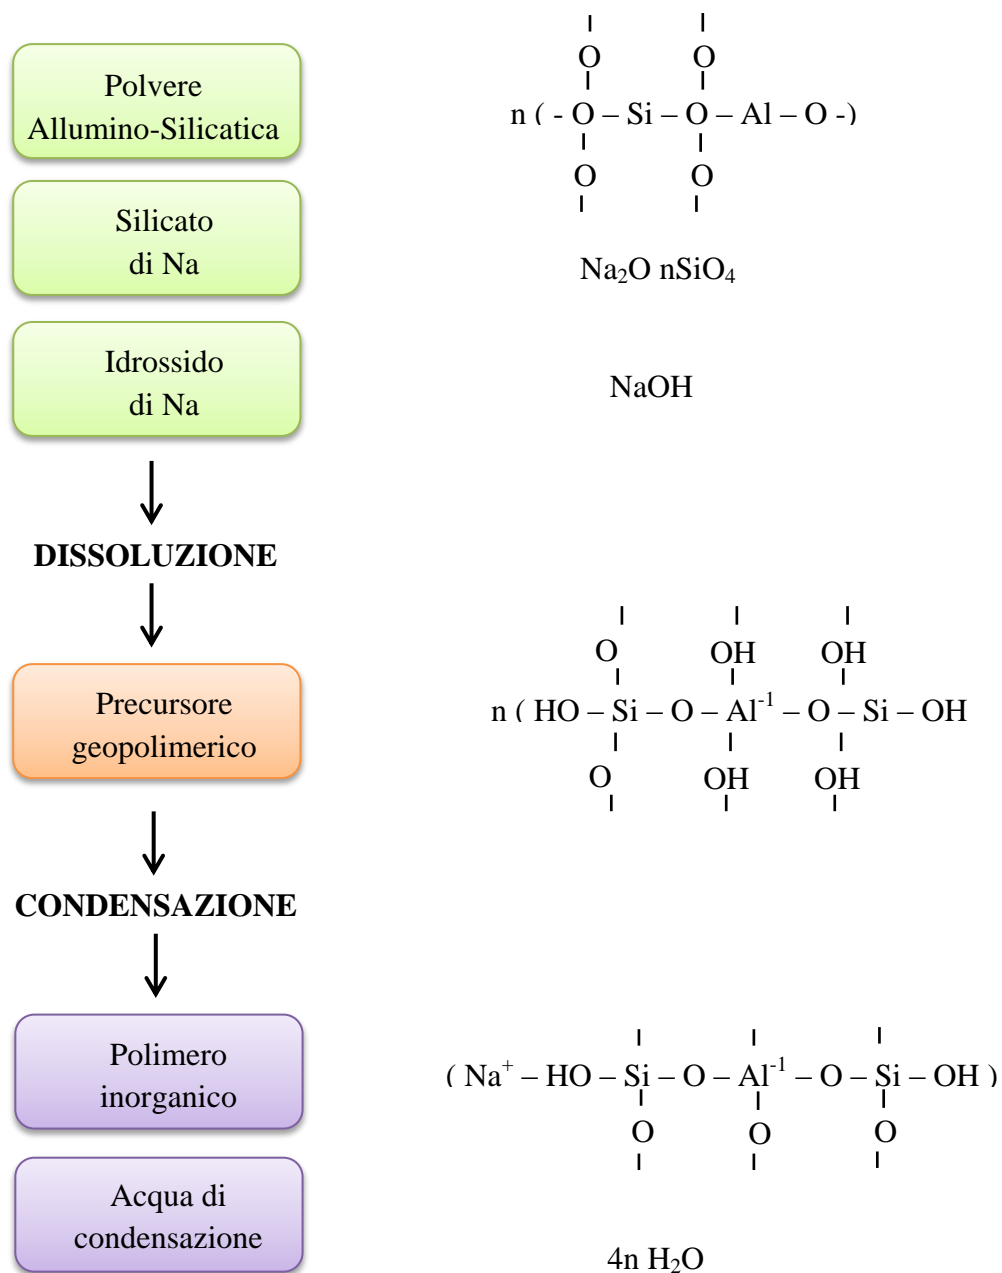 Polvere
Allumino-Silicatica
O O
n ( - O – Si – O – Al – O -)
O O
Silicato
di Na
Na₂O nSiO₄
Idrossido
di Na
NaOH
DISSOLUZIONE
Precursore
geopolimerico
O OH OH
n ( HO – Si – O – Al⁻¹ – O – Si – OH
O OH OH
CONDENSAZIONE
Polimero
inorganico
( Na⁺ – HO – Si – O – Al⁻¹ – O – Si – OH )
O O O
Acqua di
condensazione
4n H₂O